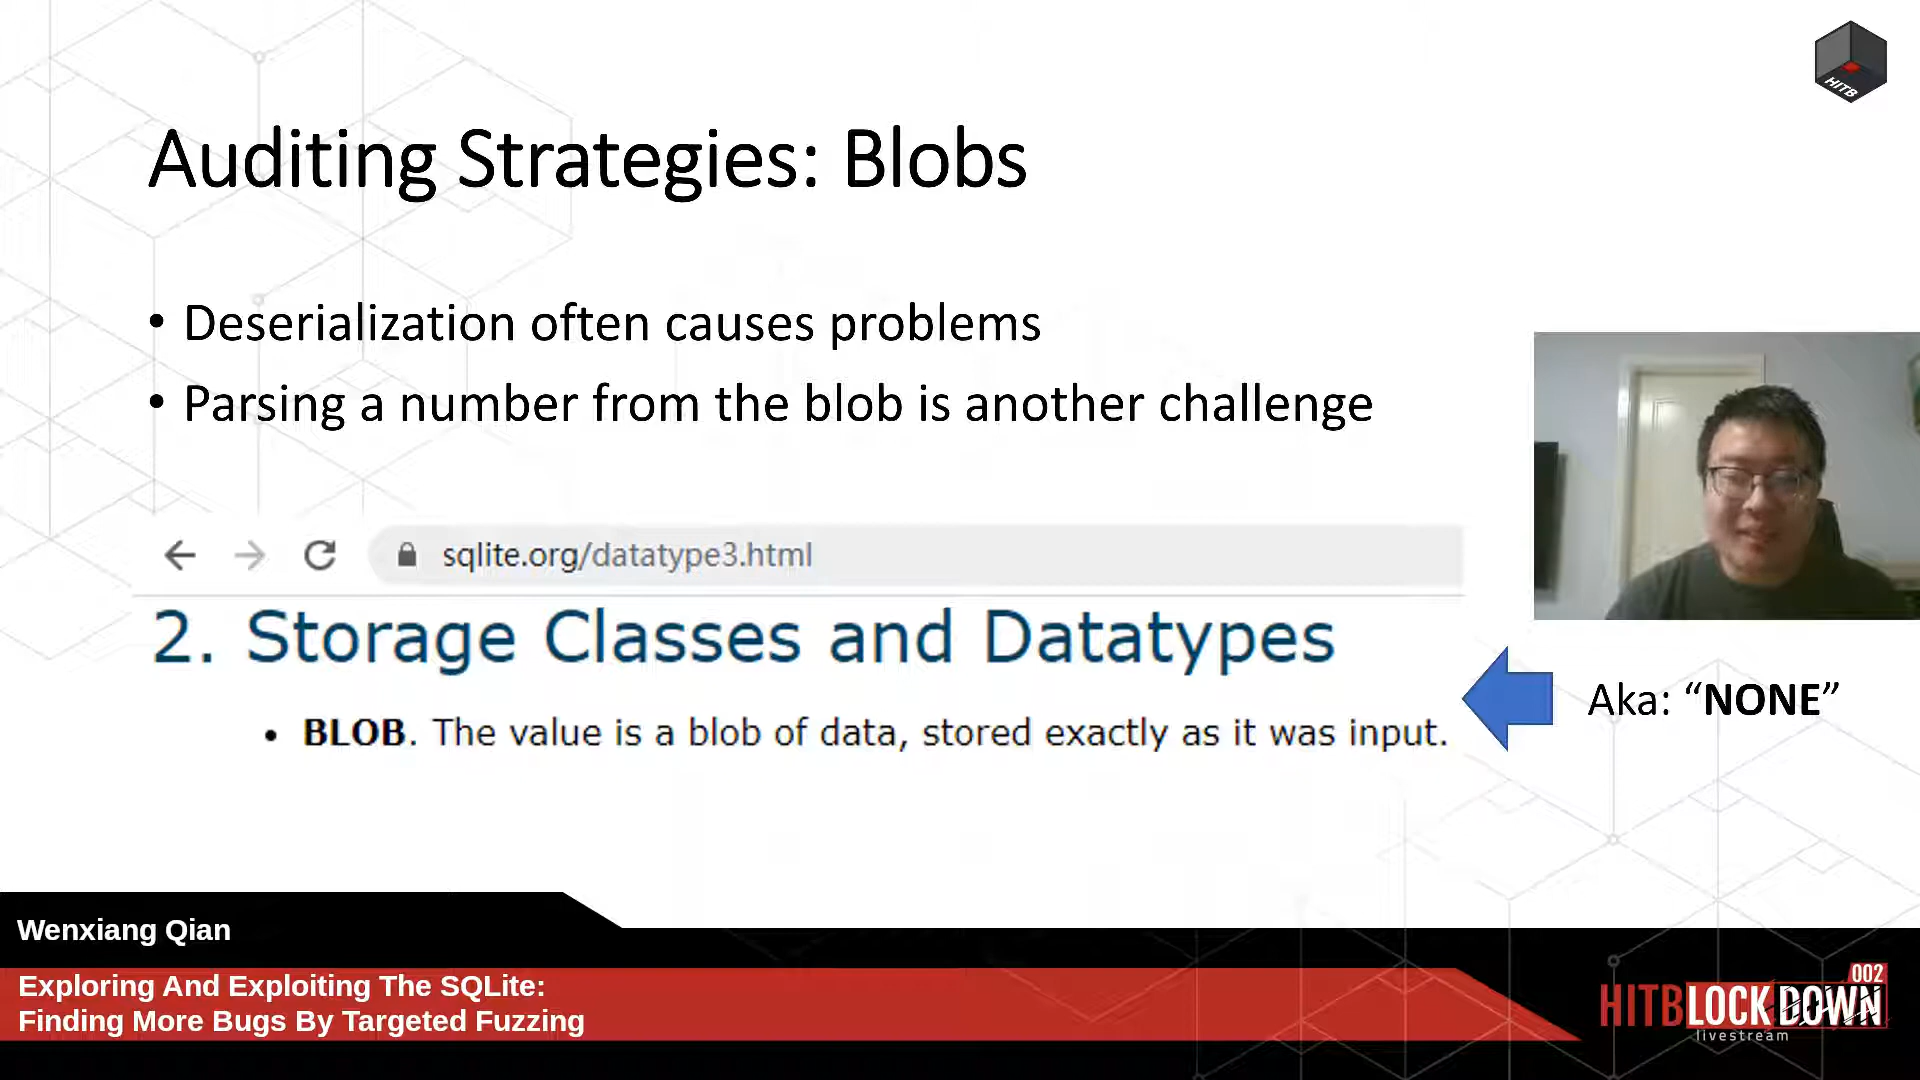 HITB
Auditing Strategies: Blobs
• Deserialization often causes problems
• Parsing a number from the blob is another challenge
sqlite.org/datatype3.html
2. Storage Classes and Datatypes
• BLOB. The value is a blob of data, stored exactly as it was input.
Aka: “NONE”
Wenxiang Qian
Exploring And Exploiting The SQLite:
Finding More Bugs By Targeted Fuzzing
002
HITBLOCKDOWN
livestream